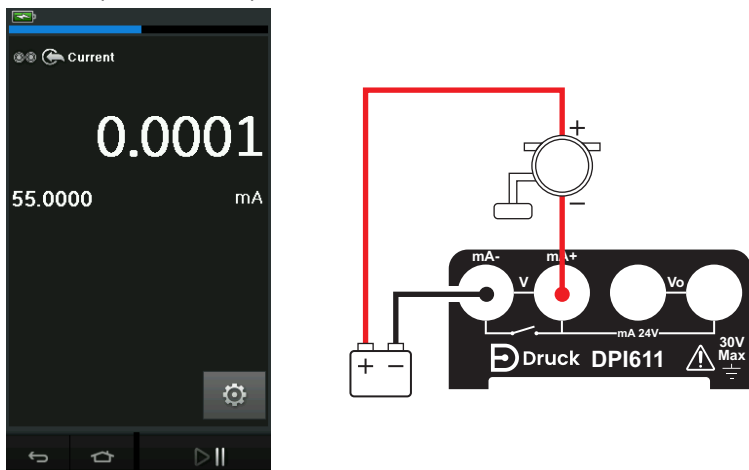 Current
0.0001
55.0000 mA
+
−
mA- mA+
V Vo
mA 24V
+ −
Druck DPI611
30V
Max